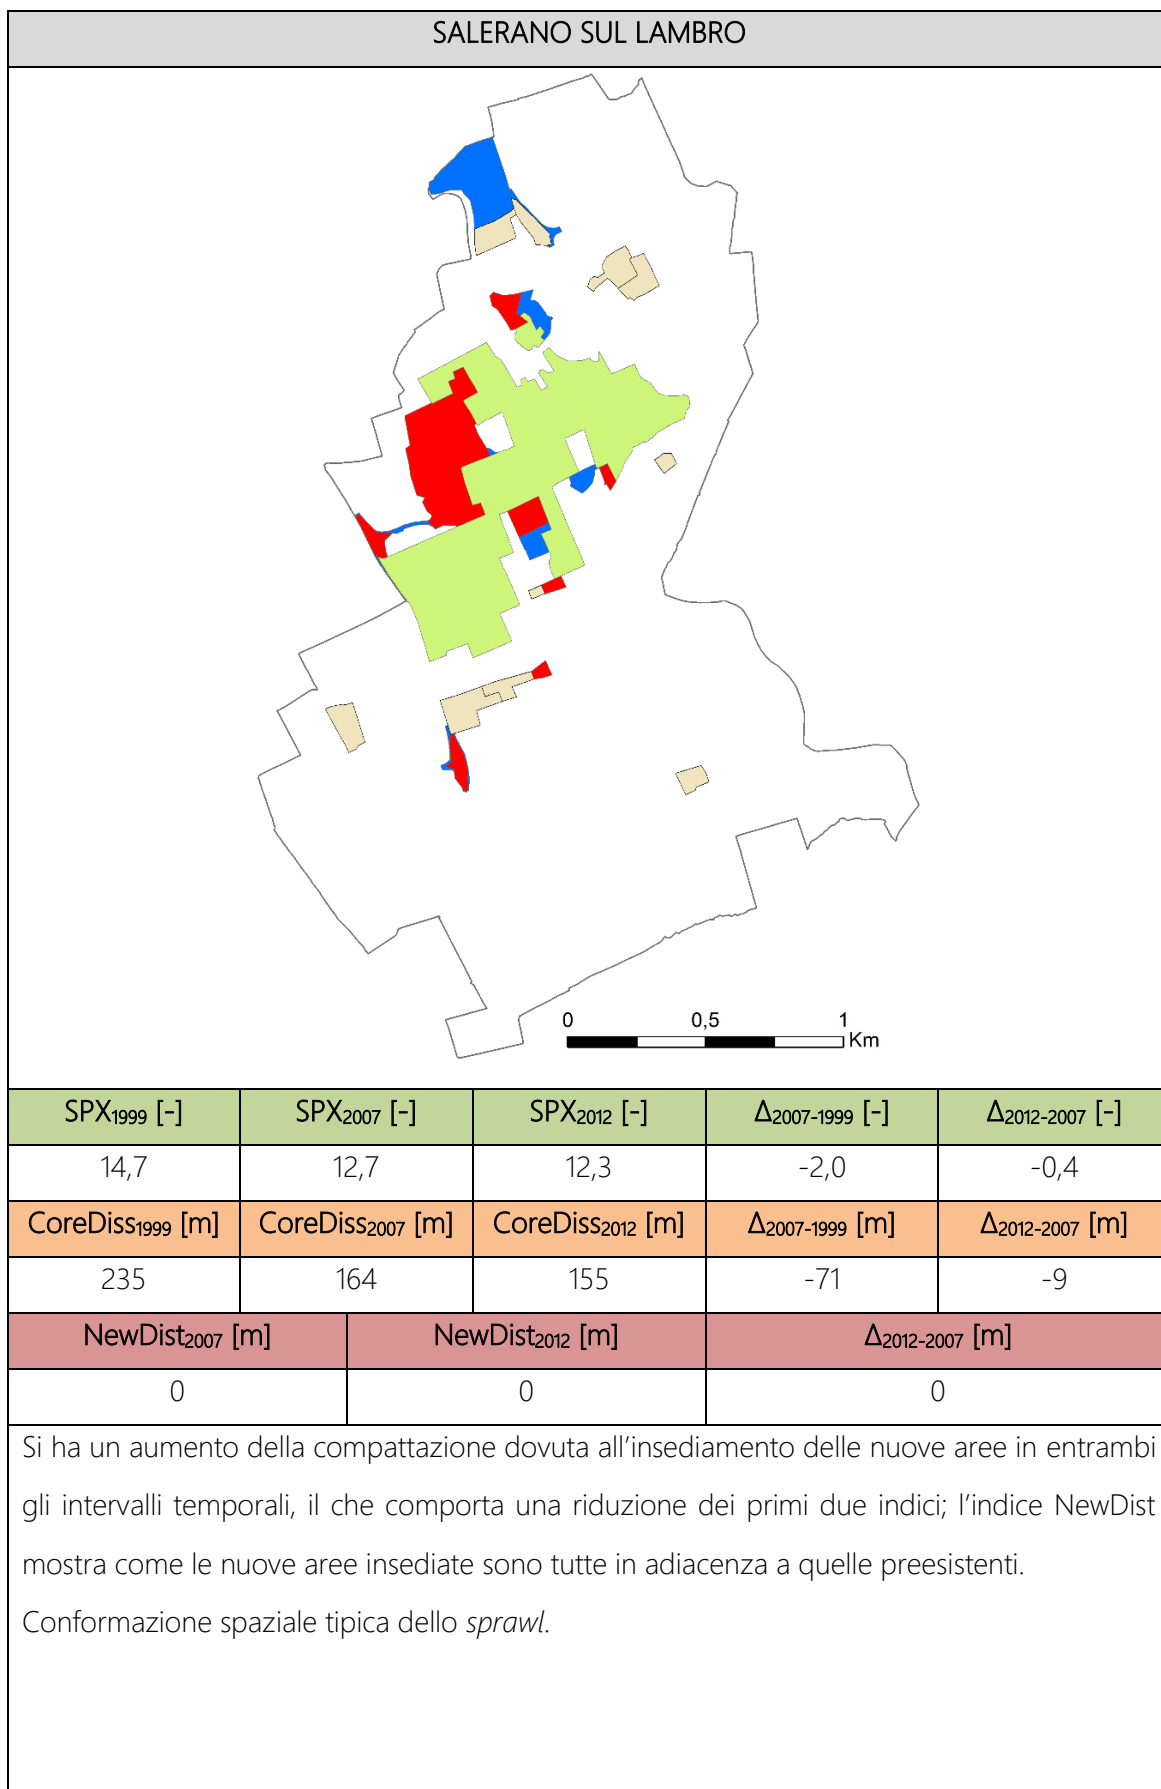 SALERANO SUL LAMBRO
0 0,5 1
Km
SPX1999 [-] SPX2007 [-] SPX2012 [-] Δ2007-1999 [-] Δ2012-2007 [-]
14,7 12,7 12,3 -2,0 -0,4
CoreDiss1999 [m] CoreDiss2007 [m] CoreDiss2012 [m] Δ2007-1999 [m] Δ2012-2007 [m]
235 164 155 -71 -9
NewDist2007 [m] NewDist2012 [m] Δ2012-2007 [m]
0 0 0
Si ha un aumento della compattazione dovuta all’insediamento delle nuove aree in entrambi
gli intervalli temporali, il che comporta una riduzione dei primi due indici; l’indice NewDist
mostra come le nuove aree insediate sono tutte in adiacenza a quelle preesistenti.
Conformazione spaziale tipica dello sprawl.